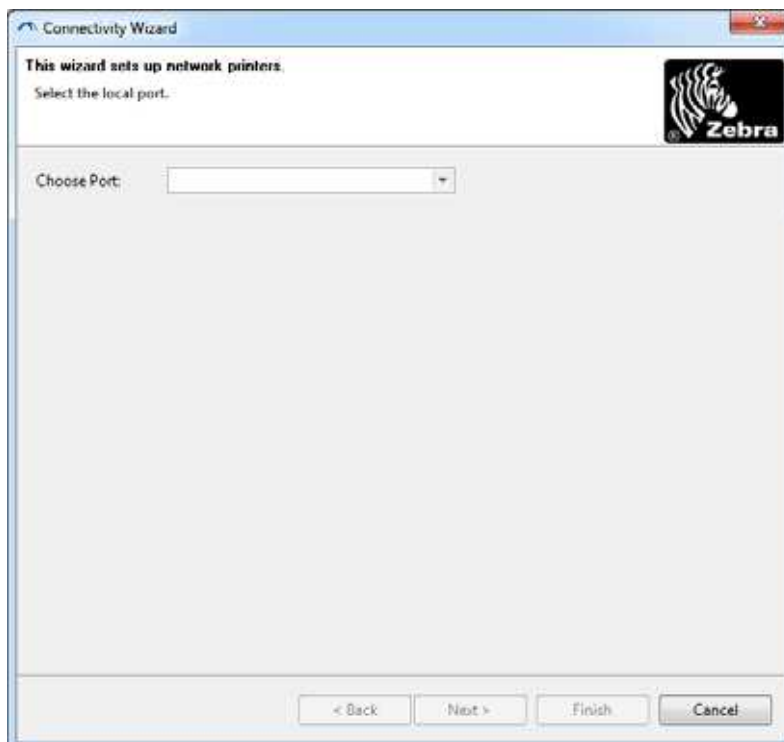 Connectivity Wizard
This wizard sets up network printers.
Select the local port.
® Zebra
Choose Port:
< Back
Next >
Finish
Cancel